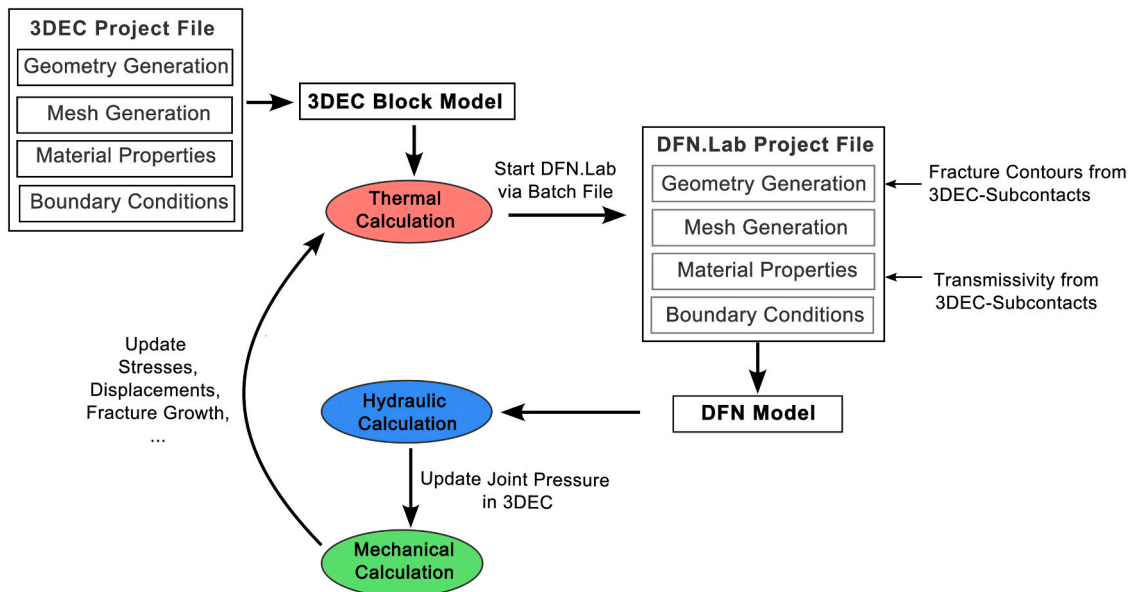 3DEC Project File
Geometry Generation
Mesh Generation
Material Properties
Boundary Conditions
3DEC Block Model
Thermal
Calculation
Start DFN.Lab
via Batch File
DFN.Lab Project File
Geometry Generation
Mesh Generation
Material Properties
Boundary Conditions
Fracture Contours from
3DEC-Subcontacts
Transmissivity from
3DEC-Subcontacts
DFN Model
Hydraulic
Calculation
Update Joint Pressure
in 3DEC
Mechanical
Calculation
Update
Stresses,
Displacements,
Fracture Growth,
...